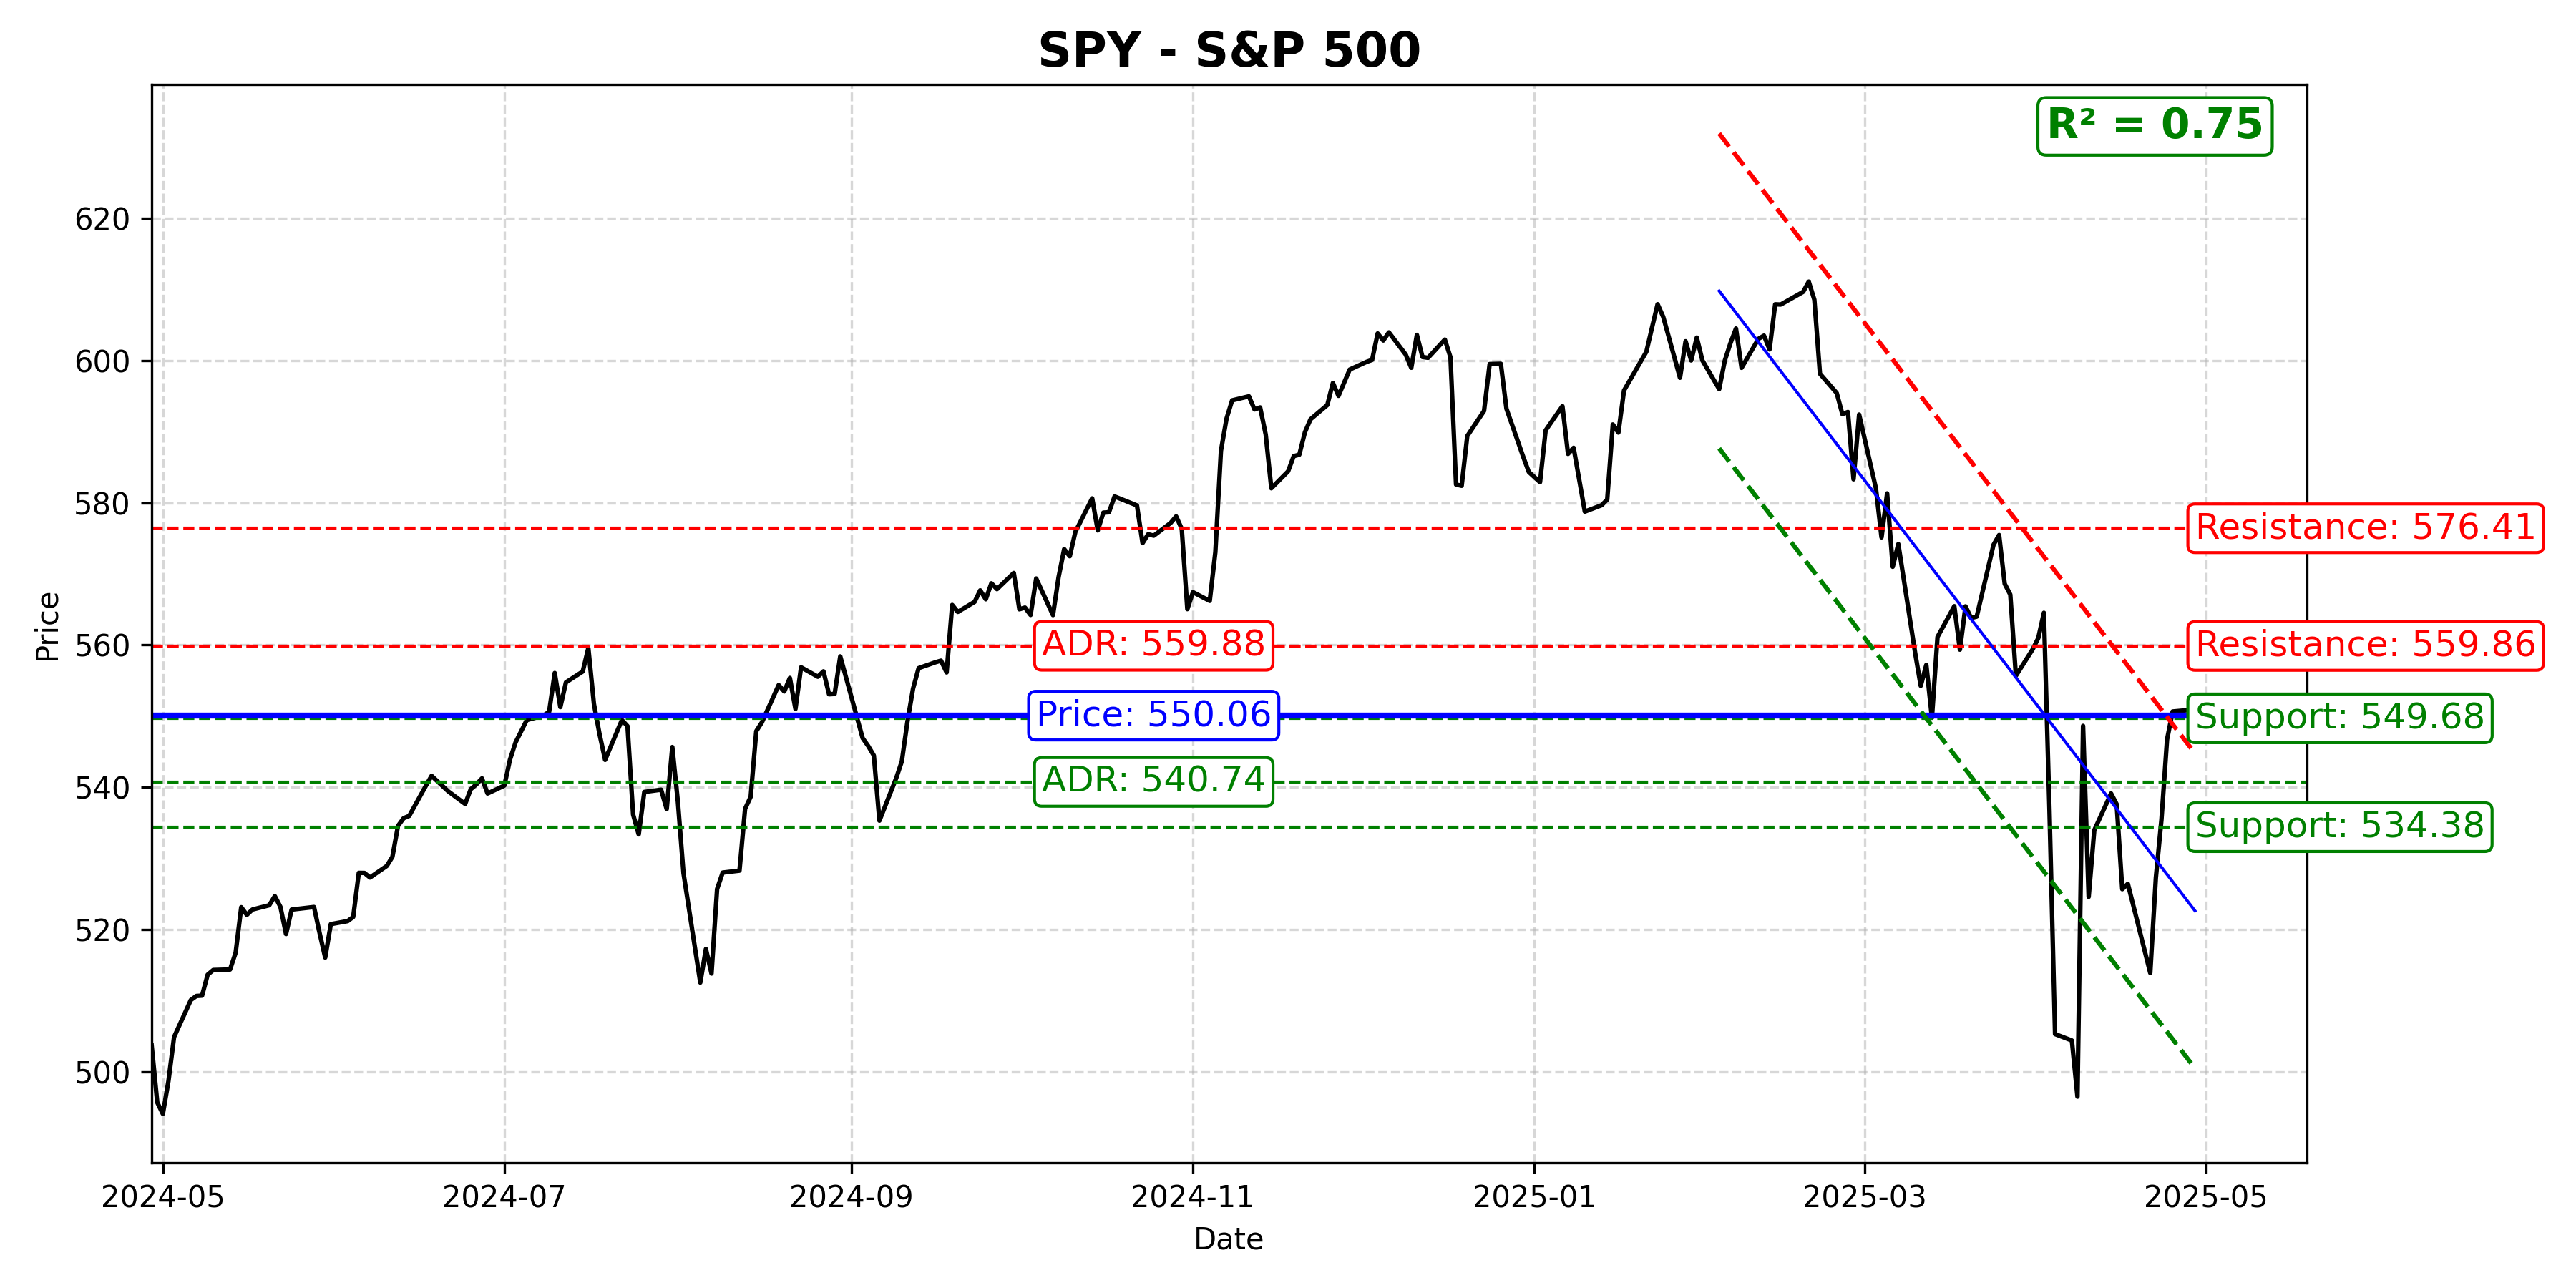 SPY - S&P 500
R² = 0.75
Price
620
600
580
560
540
520
500
Resistance: 576.41
ADR: 559.88
Resistance: 559.86
Price: 550.06
Support: 549.68
ADR: 540.74
Support: 534.38
2024-05
2024-07
2024-09
2024-11
2025-01
2025-03
2025-05
Date